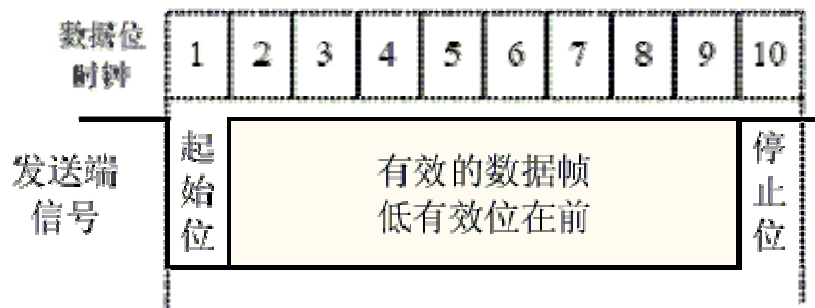 数据位
时钟
1 2 3 4 5 6 7 8 9 10
发送端
信号
起始位
有效的数据帧
低有效位在前
停止位